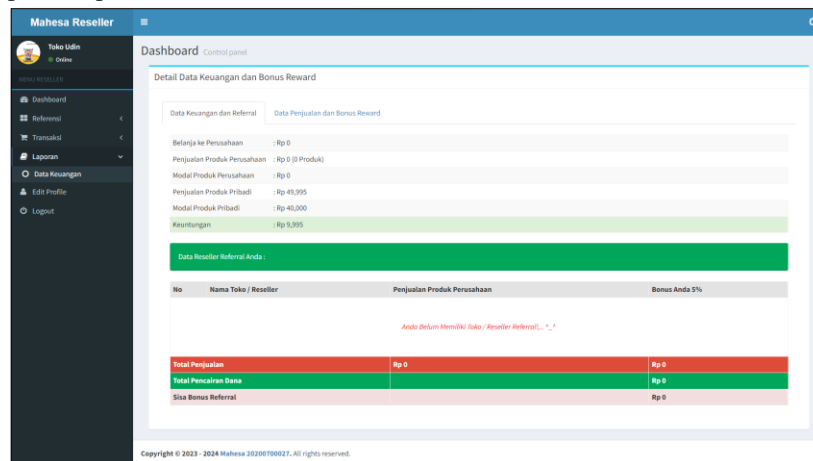 Mahesa Reseller
Toko Udin
Online
MENU RESELLER
Dashboard
Referensi
Transaksi
Laporan
Data Keuangan
Edit Profile
Logout
Dashboard Control panel
Detail Data Keuangan dan Bonus Reward
Data Keuangan dan Referral Data Penjualan dan Bonus Reward
Belanja ke Perusahaan : Rp 0
Penjualan Produk Perusahaan : Rp 0 (0 Produk)
Modal Produk Perusahaan : Rp 0
Penjualan Produk Pribadi : Rp 49,995
Modal Produk Pribadi : Rp 40,000
Keuntungan : Rp 9,995
Data Reseller Referral Anda :
No Nama Toko / Reseller Penjualan Produk Perusahaan Bonus Anda 5%
Anda Belum Memiliki Toko / Reseller Referral!,.. ^_^
Total Penjualan Rp 0 Rp 0
Total Pencairan Dana Rp 0
Sisa Bonus Referral Rp 0
Copyright © 2023 - 2024 Mahesa 20200700027. All rights reserved.